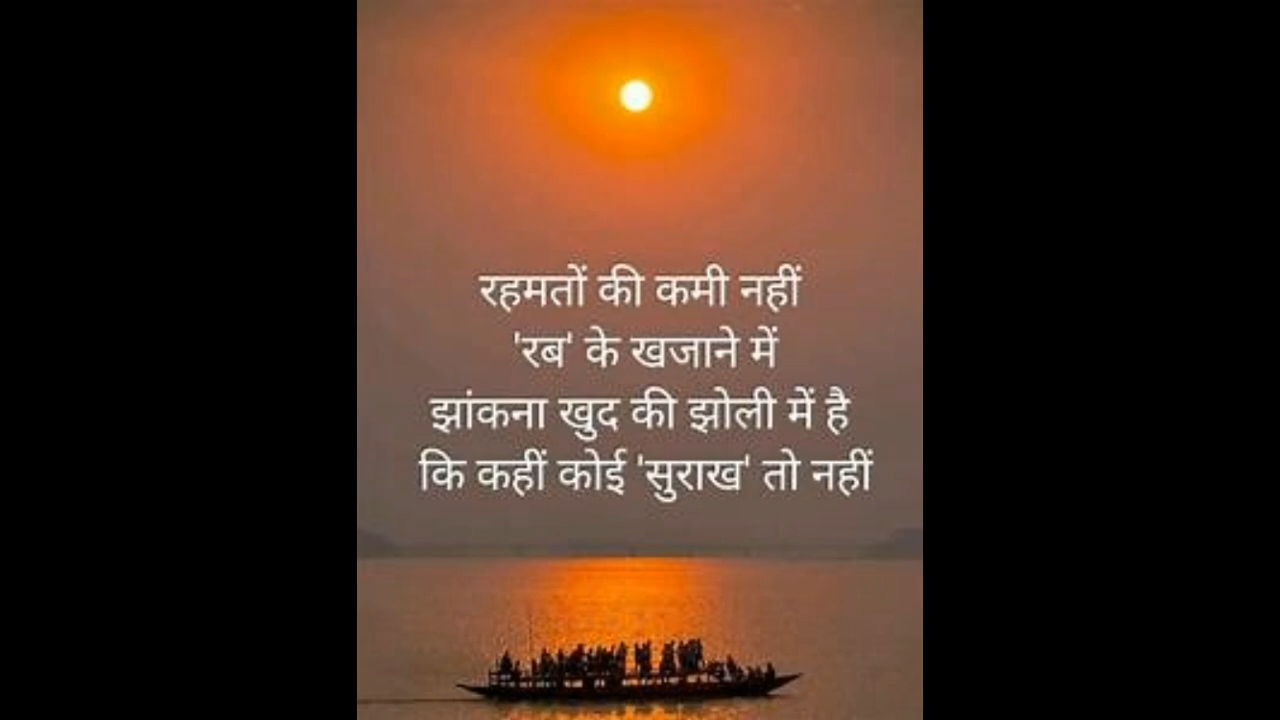 रहमतों की कमी नहीं
'रब' के खजाने में
झांकना खुद की झोली में है
कि कहीं कोई 'सुराख' तो नहीं